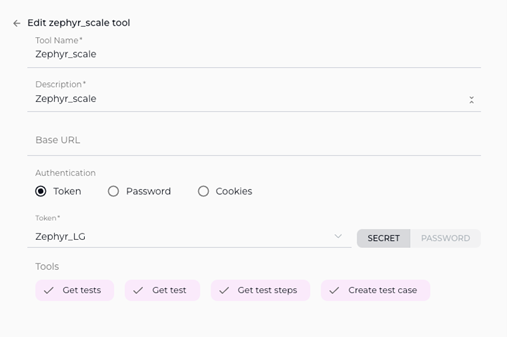 Edit zephyr_scale tool
Tool Name*
Zephyr_scale
Description*
Zephyr_scale
Base URL
Authentication
Token Password Cookies
Token*
Zephyr_LG SECRET PASSWORD
Tools
Get tests Get test Get test steps Create test case